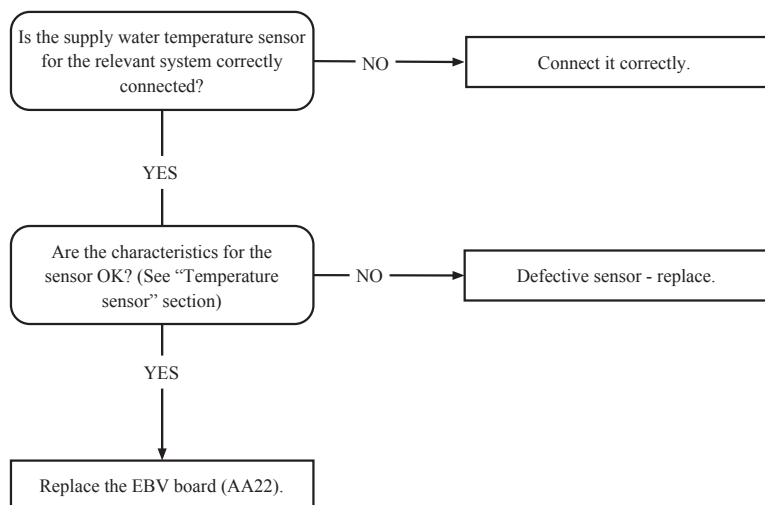 Is the supply water temperature sensor
for the relevant system correctly
connected?
NO
Connect it correctly.
YES
Are the characteristics for the
sensor OK? (See “Temperature
sensor” section)
NO
Defective sensor - replace.
YES
Replace the EBV board (AA22).